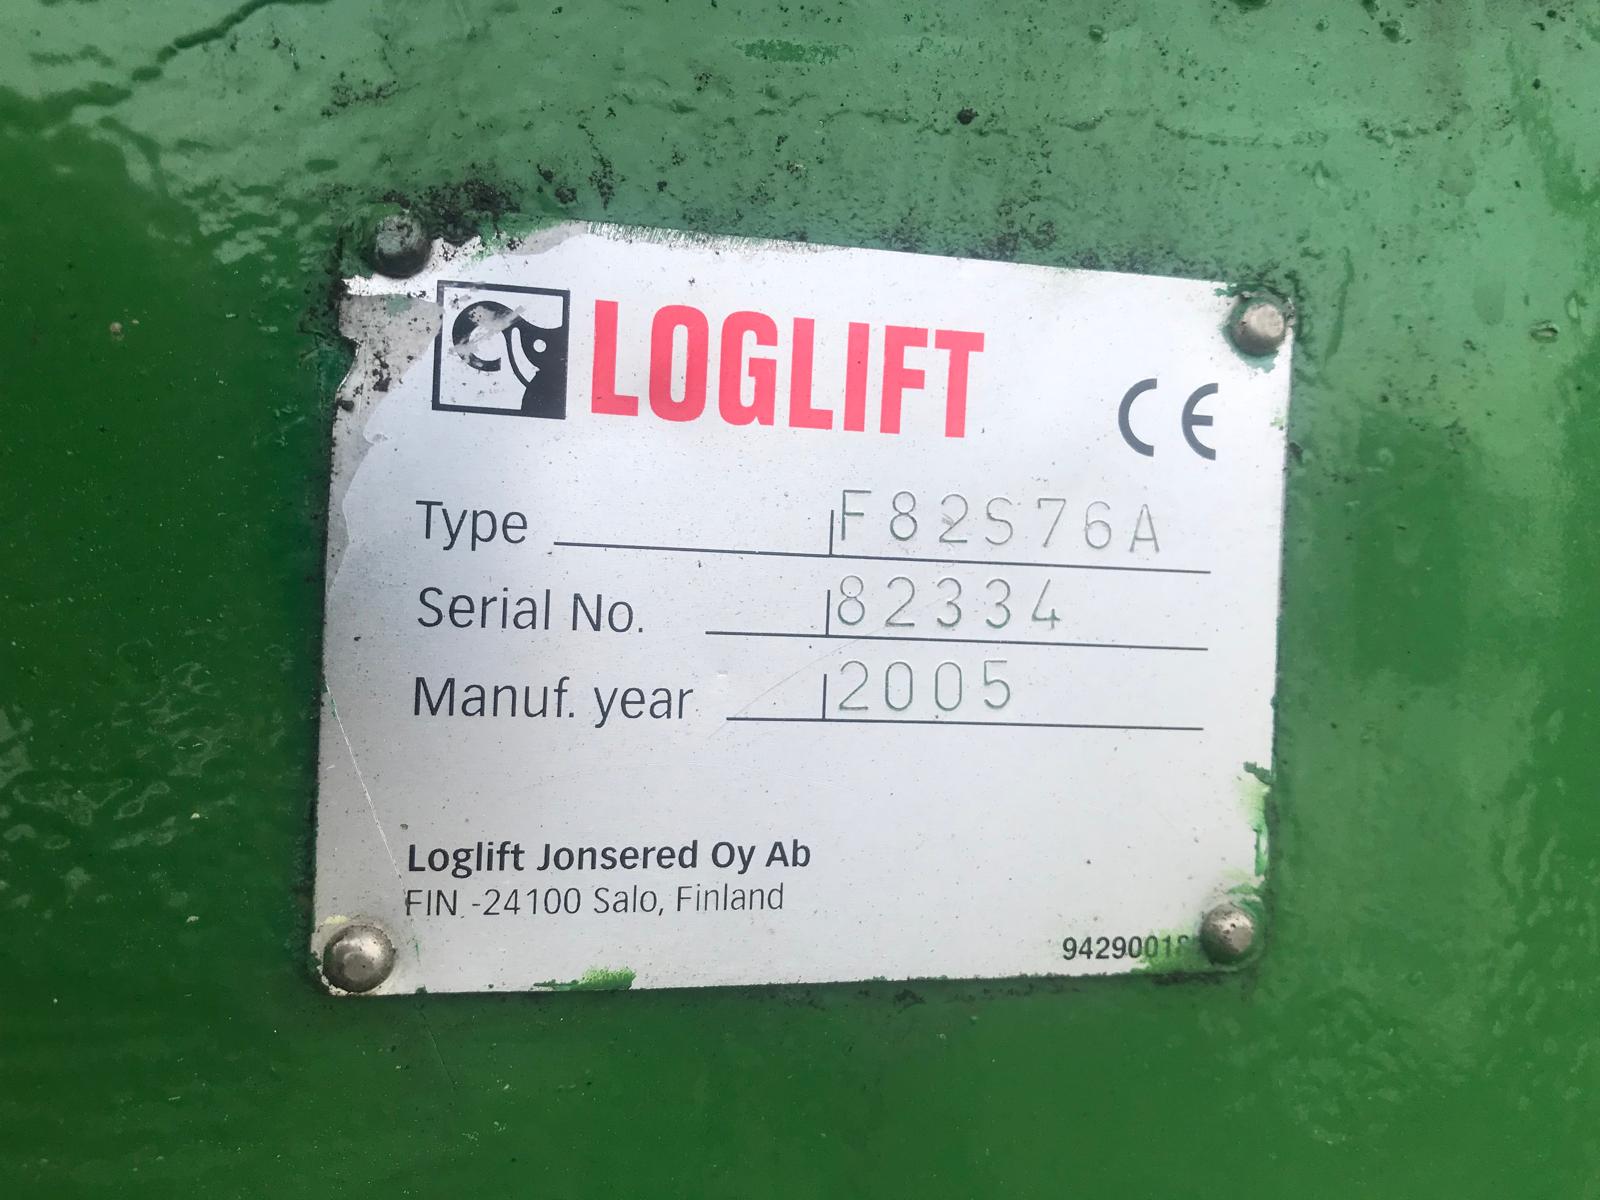 LOGLIFT
CE
Type F82S76A
Serial No. 82334
Manuf. year 2005
Loglift Jonsered Oy Ab
FIN -24100 Salo, Finland